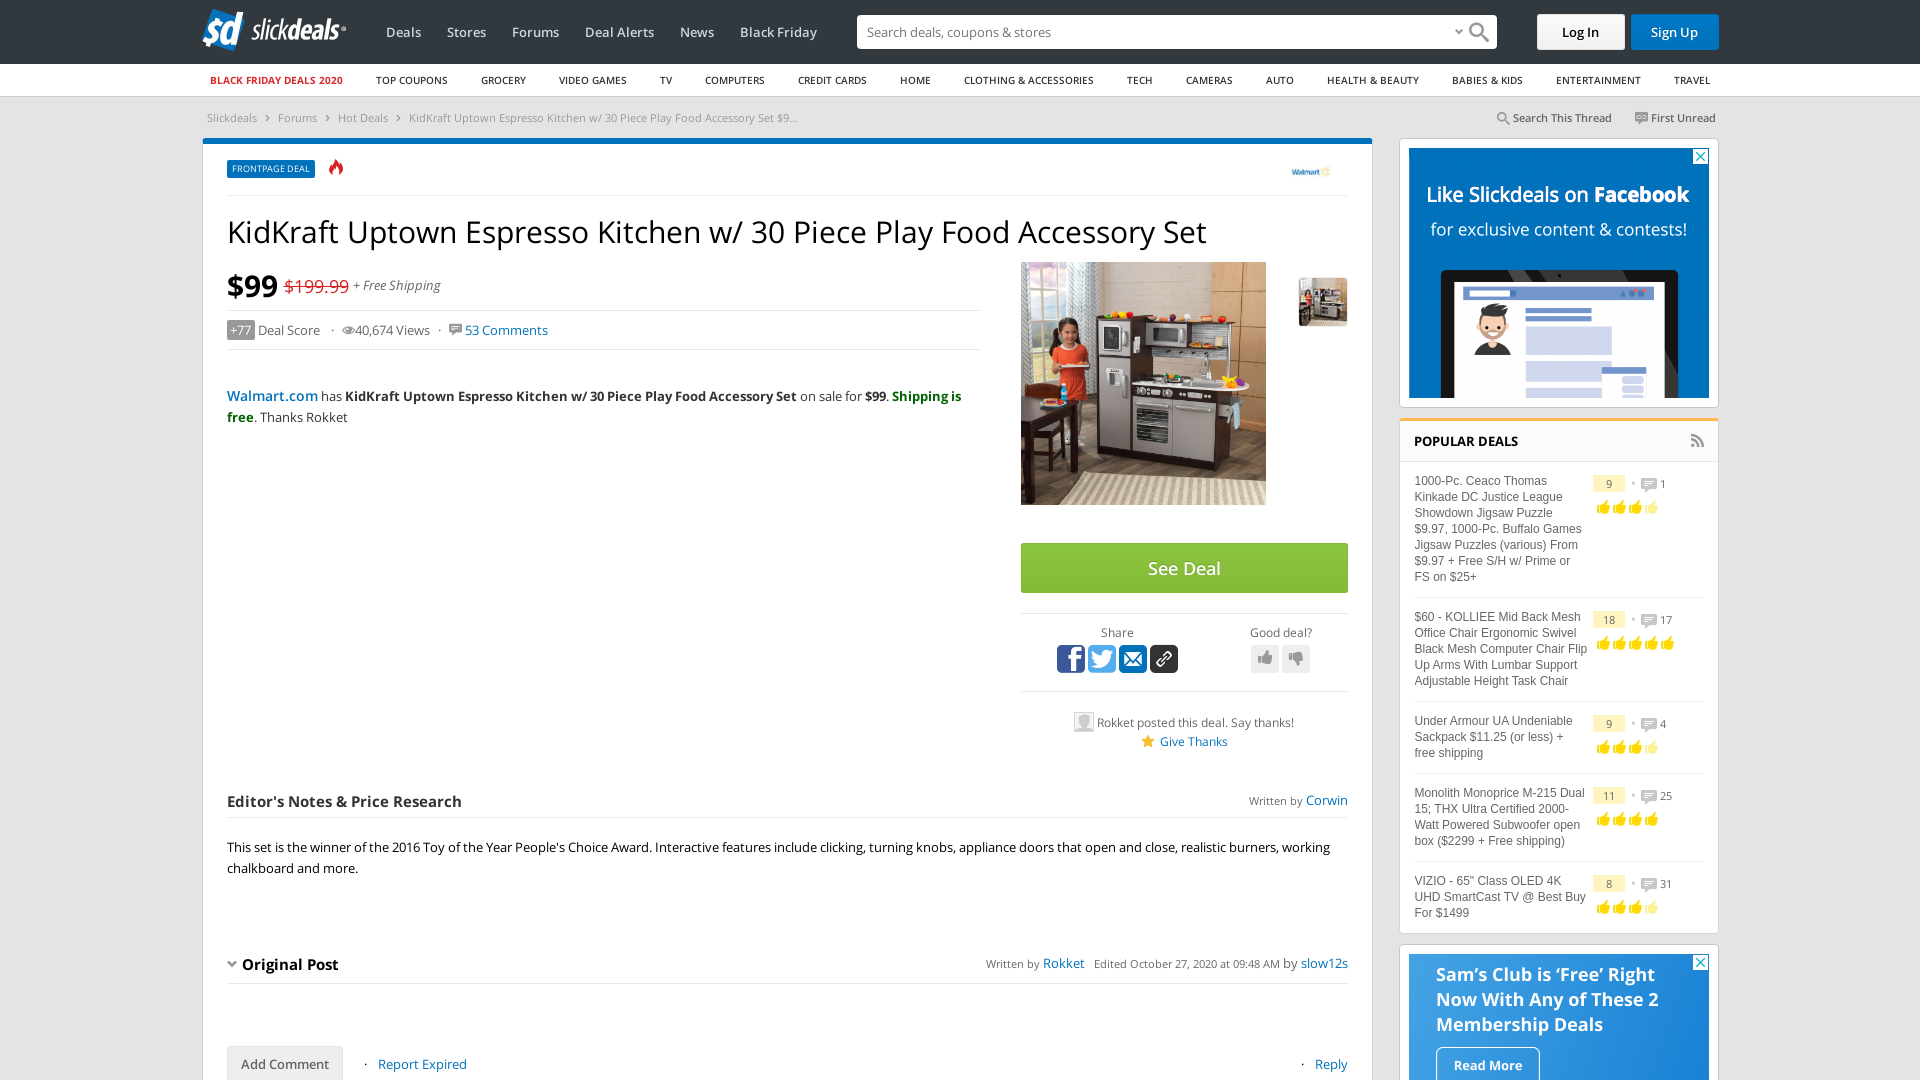 sd slickdeals
Deals
Stores
Forums
Deal Alerts
News
Black Friday
Search deals, coupons & stores
Log In
Sign Up
BLACK FRIDAY DEALS 2020
TOP COUPONS
GROCERY
VIDEO GAMES
TV
COMPUTERS
CREDIT CARDS
HOME
CLOTHING & ACCESSORIES
TECH
CAMERAS
AUTO
HEALTH & BEAUTY
BABIES & KIDS
ENTERTAINMENT
TRAVEL
Slickdeals › Forums › Hot Deals › KidKraft Uptown Espresso Kitchen w/ 30 Piece Play Food Accessory Set $9...
Search This Thread
First Unread
FRONTPAGE DEAL
Walmart
KidKraft Uptown Espresso Kitchen w/ 30 Piece Play Food Accessory Set
$99 $199.99 + Free Shipping
+77 Deal Score · 40,674 Views · 53 Comments
Walmart.com has KidKraft Uptown Espresso Kitchen w/ 30 Piece Play Food Accessory Set on sale for $99. Shipping is
free. Thanks Rokket
See Deal
Share
Good deal?
Rokket posted this deal. Say thanks!
Give Thanks
Editor's Notes & Price Research
Written by Corwin
This set is the winner of the 2016 Toy of the Year People's Choice Award. Interactive features include clicking, turning knobs, appliance doors that open and close, realistic burners, working
chalkboard and more.
Original Post
Written by Rokket Edited October 27, 2020 at 09:48 AM by slow12s
Add Comment
· Report Expired
· Reply
Like Slickdeals on Facebook
for exclusive content & contests!
POPULAR DEALS
1000-Pc. Ceaco Thomas
Kinkade DC Justice League
Showdown Jigsaw Puzzle
$9.97, 1000-Pc. Buffalo Games
Jigsaw Puzzles (various) From
$9.97 + Free S/H w/ Prime or
FS on $25+
9 • 1
$60 - KOLLIEE Mid Back Mesh
Office Chair Ergonomic Swivel
Black Mesh Computer Chair Flip
Up Arms With Lumbar Support
Adjustable Height Task Chair
18 • 17
Under Armour UA Undeniable
Sackpack $11.25 (or less) +
free shipping
9 • 4
Monolith Monoprice M-215 Dual
15; THX Ultra Certified 2000-
Watt Powered Subwoofer open
box ($2299 + Free shipping)
11 • 25
VIZIO - 65" Class OLED 4K
UHD SmartCast TV @ Best Buy
For $1499
8 • 31
Sam's Club is ‘Free’ Right
Now With Any of These 2
Membership Deals
Read More